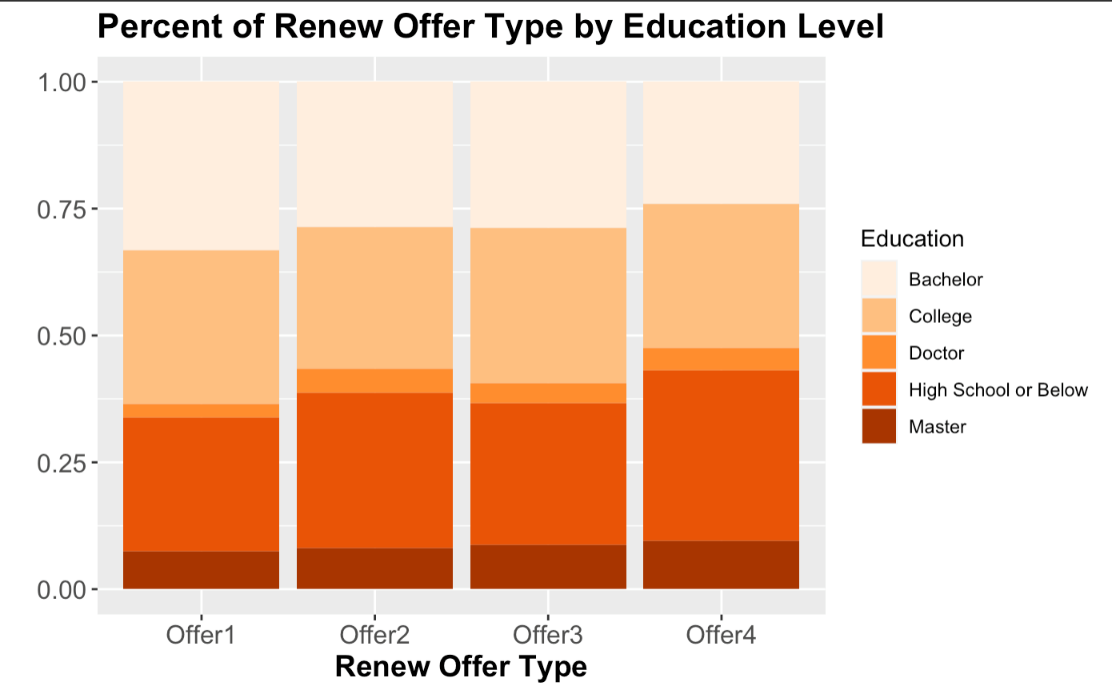 Percent of Renew Offer Type by Education Level
1.00
0.75
0.50
0.25
0.00
Offer1 Offer2 Offer3 Offer4
Renew Offer Type
Education
Bachelor
College
Doctor
High School or Below
Master